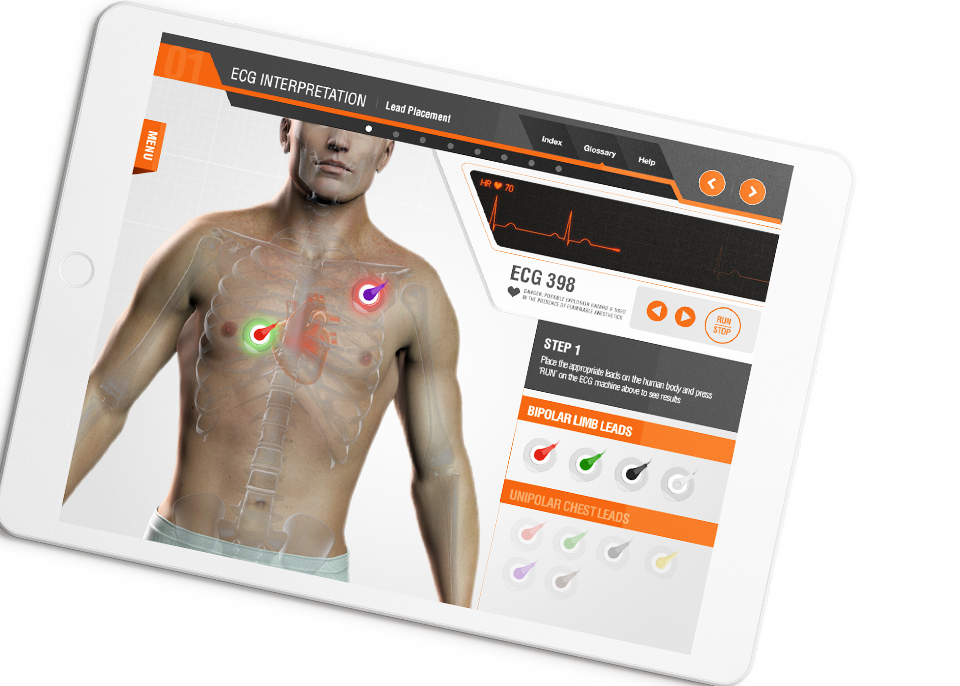 01
ECG INTERPRETATION
Lead Placement
Index
Glossary
Help
MENU
HR 70
ECG 398
DANGER, POSSIBLE EXPLOSION HAZARD IF USED
IN THE PRESENCE OF FLAMMABLE ANESTHETICS
RUN
STOP
STEP 1
Place the appropriate leads on the human body and press
'RUN' on the ECG machine above to see results
BIPOLAR LIMB LEADS
UNIPOLAR CHEST LEADS